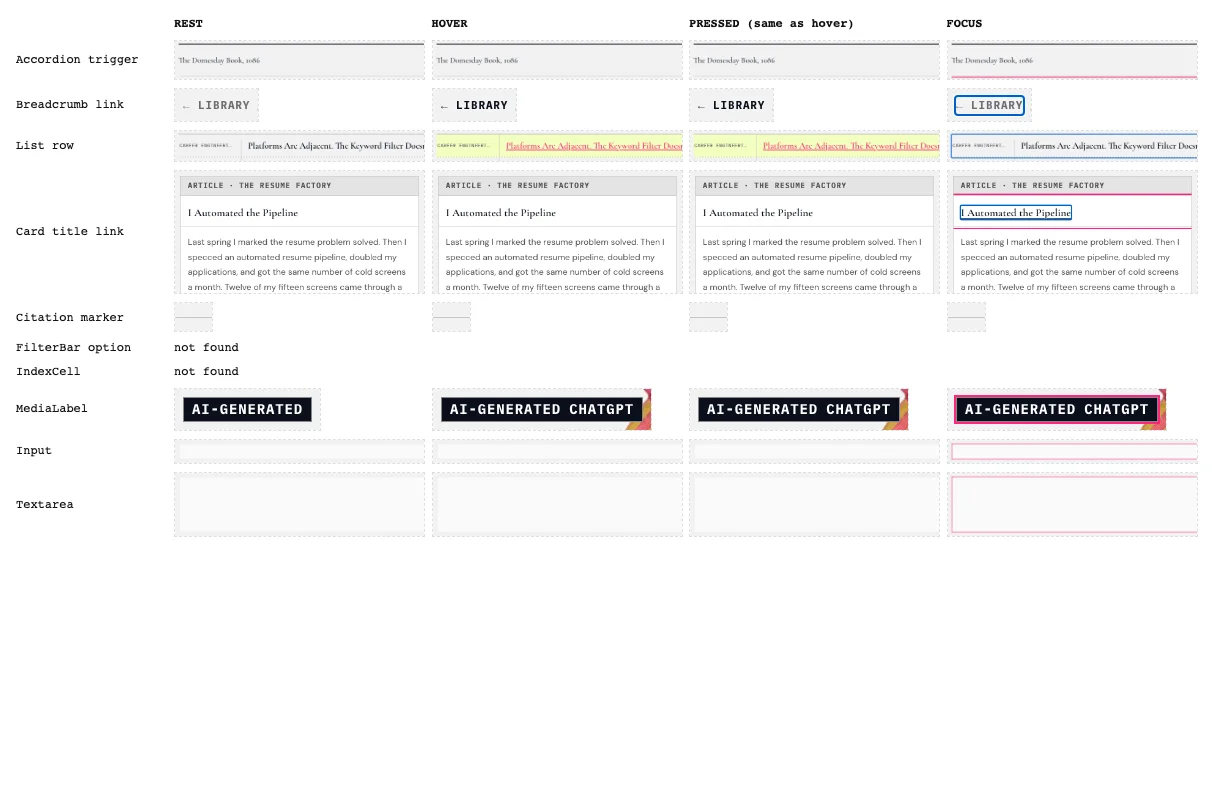 REST HOVER PRESSED (same as hover) FOCUS
Accordion trigger
The Domesday Book, 1086 The Domesday Book, 1086 The Domesday Book, 1086 The Domesday Book, 1086
Breadcrumb link
← LIBRARY ← LIBRARY ← LIBRARY ← LIBRARY
List row
Platforms Are Adjacent. The Keyword Filter Platforms Are Adjacent. The Keyword Filter Platforms Are Adjacent. The Keyword Filter Platforms Are Adjacent. The Keyword Filter
Card title link
ARTICLE · THE RESUME FACTORY ARTICLE · THE RESUME FACTORY ARTICLE · THE RESUME FACTORY ARTICLE · THE RESUME FACTORY
I Automated the Pipeline I Automated the Pipeline I Automated the Pipeline I Automated the Pipeline
Last spring I marked the resume problem solved. Then I Last spring I marked the resume problem solved. Then I Last spring I marked the resume problem solved. Then I Last spring I marked the resume problem solved. Then I
specced an automated resume pipeline, doubled my specced an automated resume pipeline, doubled my specced an automated resume pipeline, doubled my specced an automated resume pipeline, doubled my
applications, and got the same number of cold screens applications, and got the same number of cold screens applications, and got the same number of cold screens applications, and got the same number of cold screens
a month. Twelve of my fifteen screens came through a a month. Twelve of my fifteen screens came through a a month. Twelve of my fifteen screens came through a a month. Twelve of my fifteen screens came through a
Citation marker
FilterBar option not found
IndexCell not found
MediaLabel AI-GENERATED AI-GENERATED CHATGPT AI-GENERATED CHATGPT AI-GENERATED CHATGPT
Input
Textarea